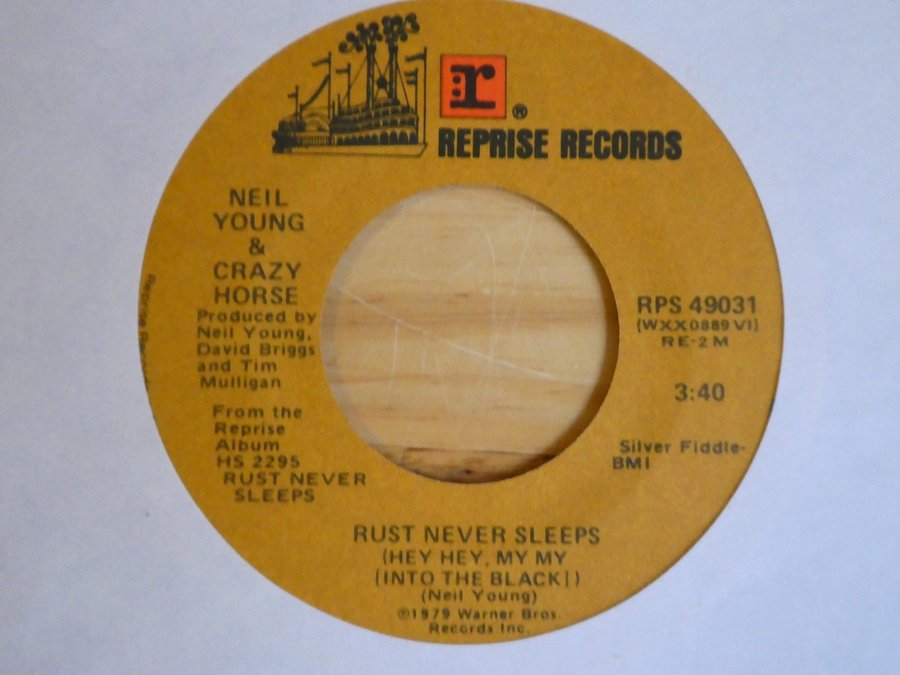 r
®
REPRISE RECORDS
NEIL
YOUNG
&
CRAZY
HORSE
Produced by
Neil Young,
David Briggs
and Tim
Mulligan
From the
Reprise
Album
HS 2295
RUST NEVER
SLEEPS
RPS 49031
(WXX0889 V1)
RE-2 M
3:40
Silver Fiddle-
BMI
RUST NEVER SLEEPS
(HEY HEY, MY MY
[INTO THE BLACK])
(Neil Young)
©1979 Warner Bros.
Records Inc.
Reprise